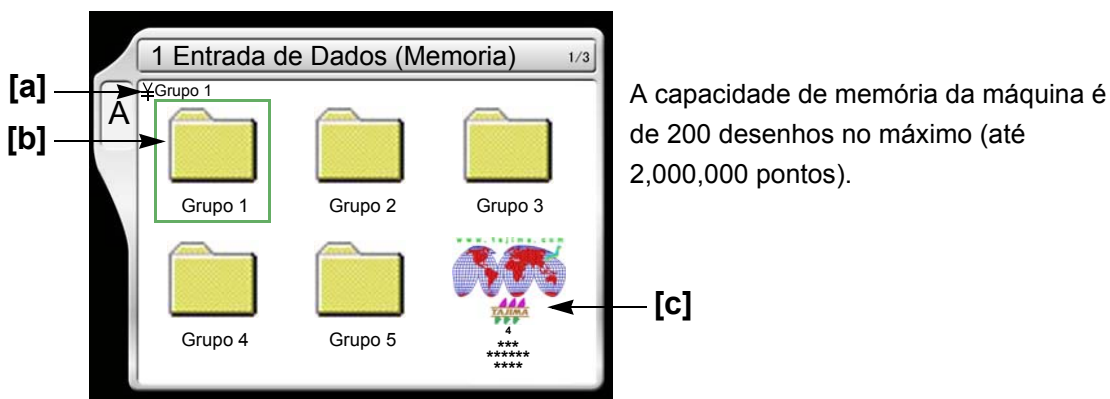 1 Entrada de Dados (Memoria) 1/3
[a]
A
¥Grupo 1
[b]
Grupo 1 Grupo 2 Grupo 3
www.tajima.com
TAJIMA
[c]
4
Grupo 4 Grupo 5
***
******
****
A capacidade de memória da máquina é
de 200 desenhos no máximo (até
2,000,000 pontos).